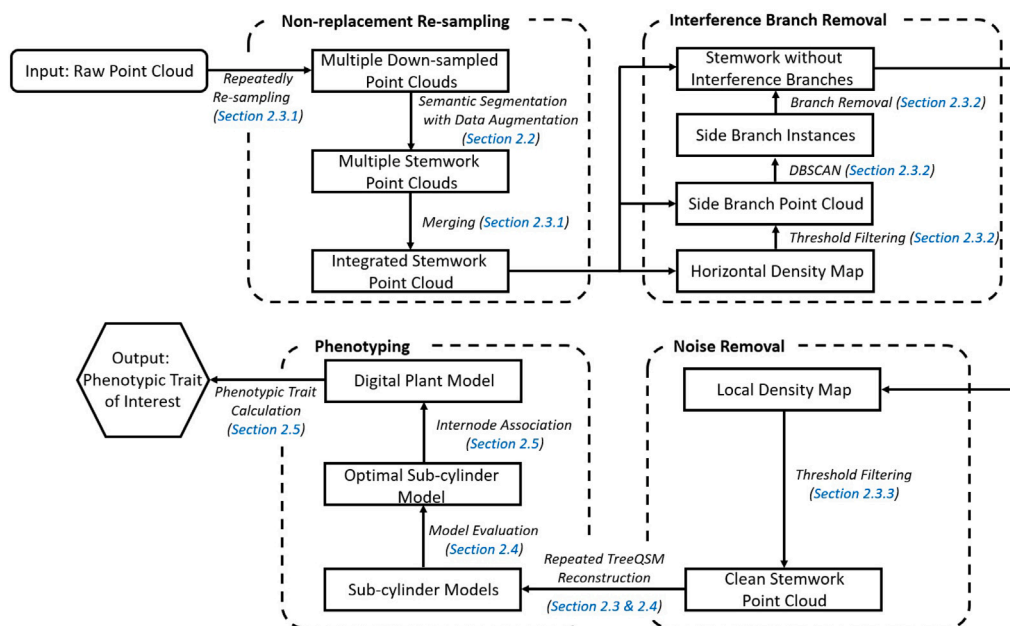 Non-replacement Re-sampling
Input: Raw Point Cloud
Repeatedly
Re-sampling
(Section 2.3.1)
Multiple Down-sampled
Point Clouds
Semantic Segmentation
with Data Augmentation
(Section 2.2)
Multiple Stemwork
Point Clouds
Merging (Section 2.3.1)
Integrated Stemwork
Point Cloud
Interference Branch Removal
Stemwork without
Interference Branches
Branch Removal (Section 2.3.2)
Side Branch Instances
DBSCAN (Section 2.3.2)
Side Branch Point Cloud
Threshold Filtering (Section 2.3.2)
Horizontal Density Map
Noise Removal
Local Density Map
Threshold Filtering
(Section 2.3.3)
Clean Stemwork
Point Cloud
Repeated TreeQSM
Reconstruction
(Section 2.3 & 2.4)
Phenotyping
Digital Plant Model
Internode Association
(Section 2.5)
Optimal Sub-cylinder
Model
Model Evaluation
(Section 2.4)
Sub-cylinder Models
Phenotypic Trait
Calculation
(Section 2.5)
Output:
Phenotypic Trait
of Interest